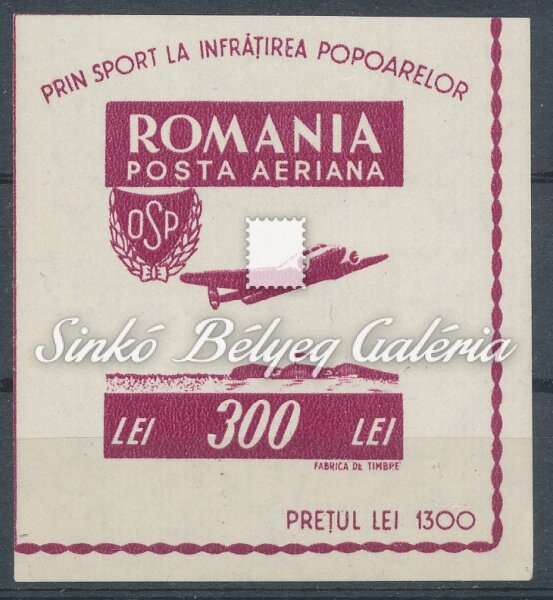 PRIN SPORT LA INFRĂȚIREA POPOARELOR
ROMANIA
POSTA AERIANA
OSP
Sinkó Bélyeg Galéria
LEI 300 LEI
FABRICA DE TIMBRE
PREȚUL LEI 1300